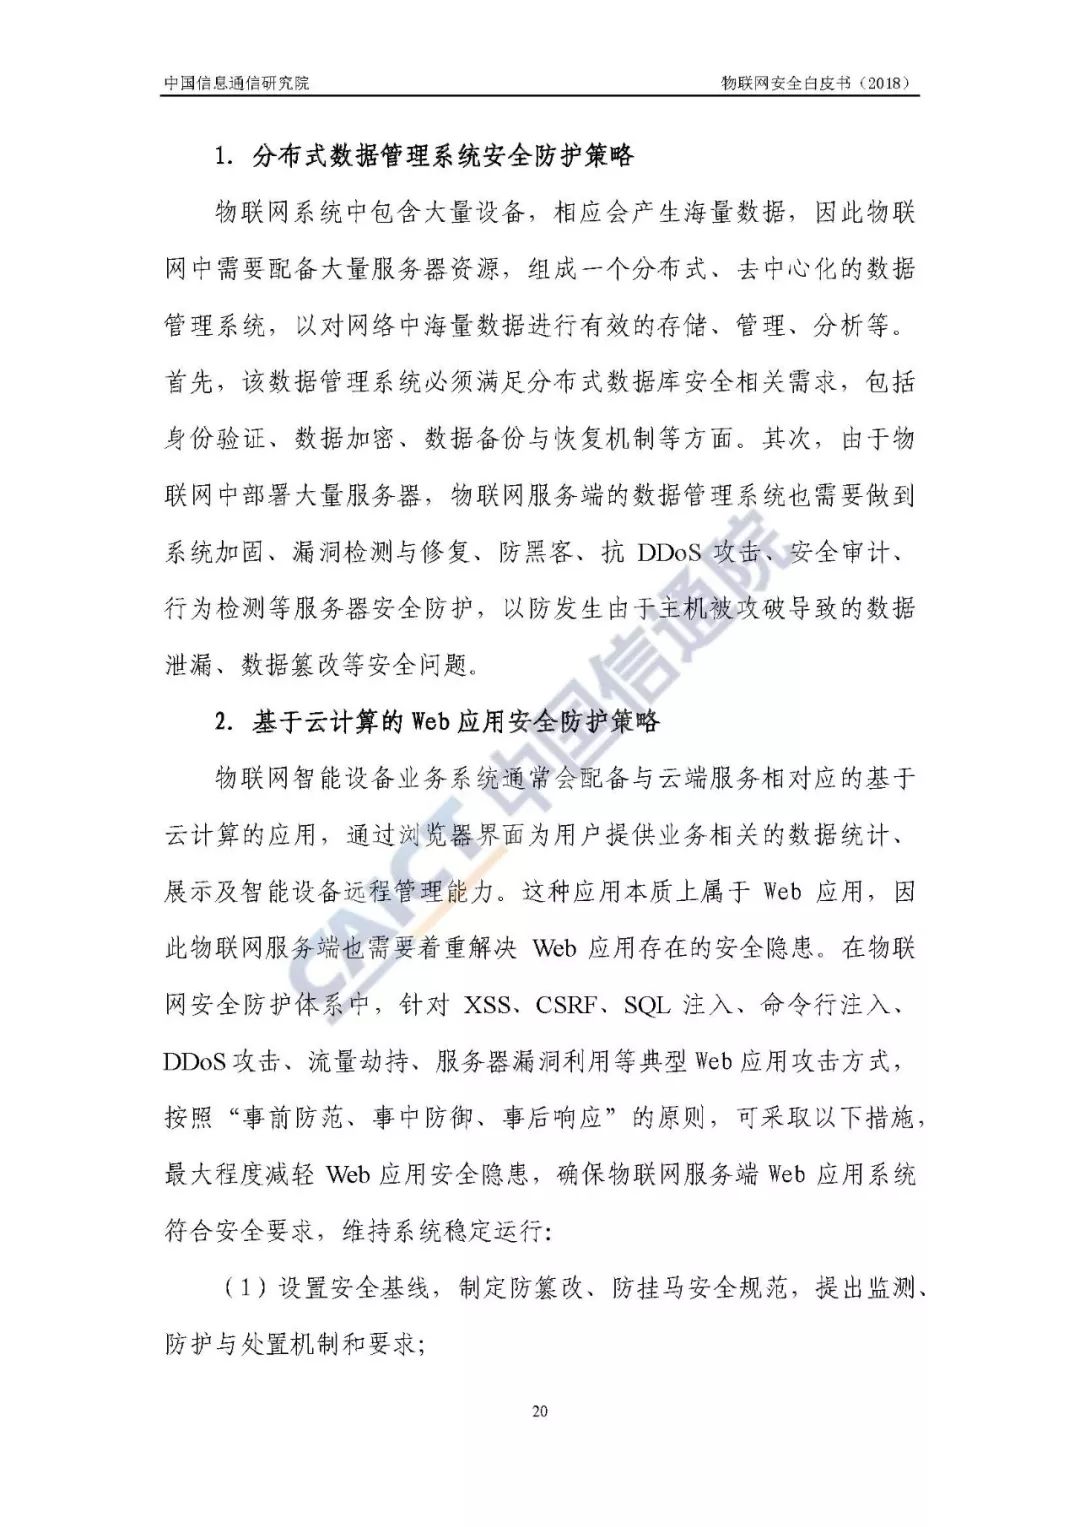 中国信息通信研究院 物联网安全白皮书（2018）
1. 分布式数据管理系统安全防护策略
物联网系统中包含大量设备，相应会产生海量数据，因此物联
网中需要配备大量服务器资源，组成一个分布式、去中心化的数据
管理系统，以对网络中海量数据进行有效的存储、管理、分析等。
首先，该数据管理系统必须满足分布式数据库安全相关需求，包括
身份验证、数据加密、数据备份与恢复机制等方面。其次，由于物
联网中部署大量服务器，物联网服务端的数据管理系统也需要做到
系统加固、漏洞检测与修复、防黑客、抗 DDoS 攻击、安全审计、
行为检测等服务器安全防护，以防发生由于主机被攻破导致的数据
泄漏、数据篡改等安全问题。
2. 基于云计算的 Web 应用安全防护策略
物联网智能设备业务系统通常会配备与云端服务相对应的基于
云计算的应用，通过浏览器界面为用户提供业务相关的数据统计、
展示及智能设备远程管理能力。这种应用本质上属于 Web 应用，因
此物联网服务端也需要着重解决 Web 应用存在的安全隐患。在物联
网安全防护体系中，针对 XSS、CSRF、SQL 注入、命令行注入、
DDoS 攻击、流量劫持、服务器漏洞利用等典型 Web 应用攻击方式，
按照“事前防范、事中防御、事后响应”的原则，可采取以下措施，
最大程度减轻 Web 应用安全隐患，确保物联网服务端 Web 应用系统
符合安全要求，维持系统稳定运行：
（1）设置安全基线，制定防篡改、防挂马安全规范，提出监测、
防护与处置机制和要求；
20
CAICT 中国信通院